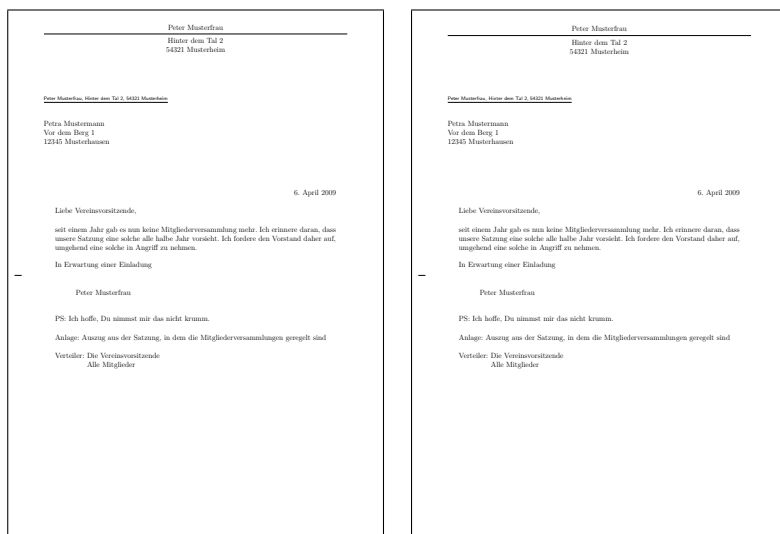 Peter Musterfrau
Hinter dem Tal 2
54321 Musterheim
Peter Musterfrau, Hinter dem Tal 2, 54321 Musterheim
Petra Mustermann
Vor dem Berg 1
12345 Musterhausen
6. April 2009
Liebe Vereinsvorsitzende,
seit einem Jahr gab es nun keine Mitgliederversammlung mehr. Ich erinnere daran, dass
unsere Satzung eine solche alle halbe Jahr vorsieht. Ich fordere den Vorstand daher auf,
umgehend eine solche in Angriff zu nehmen.
In Erwartung einer Einladung
Peter Musterfrau
PS: Ich hoffe, Du nimmst mir das nicht krumm.
Anlage: Auszug aus der Satzung, in dem die Mitgliederversammlungen geregelt sind
Verteiler: Die Vereinsvorsitzende
Alle Mitglieder
Peter Musterfrau
Hinter dem Tal 2
54321 Musterheim
Peter Musterfrau, Hinter dem Tal 2, 54321 Musterheim
Petra Mustermann
Vor dem Berg 1
12345 Musterhausen
6. April 2009
Liebe Vereinsvorsitzende,
seit einem Jahr gab es nun keine Mitgliederversammlung mehr. Ich erinnere daran, dass
unsere Satzung eine solche alle halbe Jahr vorsieht. Ich fordere den Vorstand daher auf,
umgehend eine solche in Angriff zu nehmen.
In Erwartung einer Einladung
Peter Musterfrau
PS: Ich hoffe, Du nimmst mir das nicht krumm.
Anlage: Auszug aus der Satzung, in dem die Mitgliederversammlungen geregelt sind
Verteiler: Die Vereinsvorsitzende
Alle Mitglieder